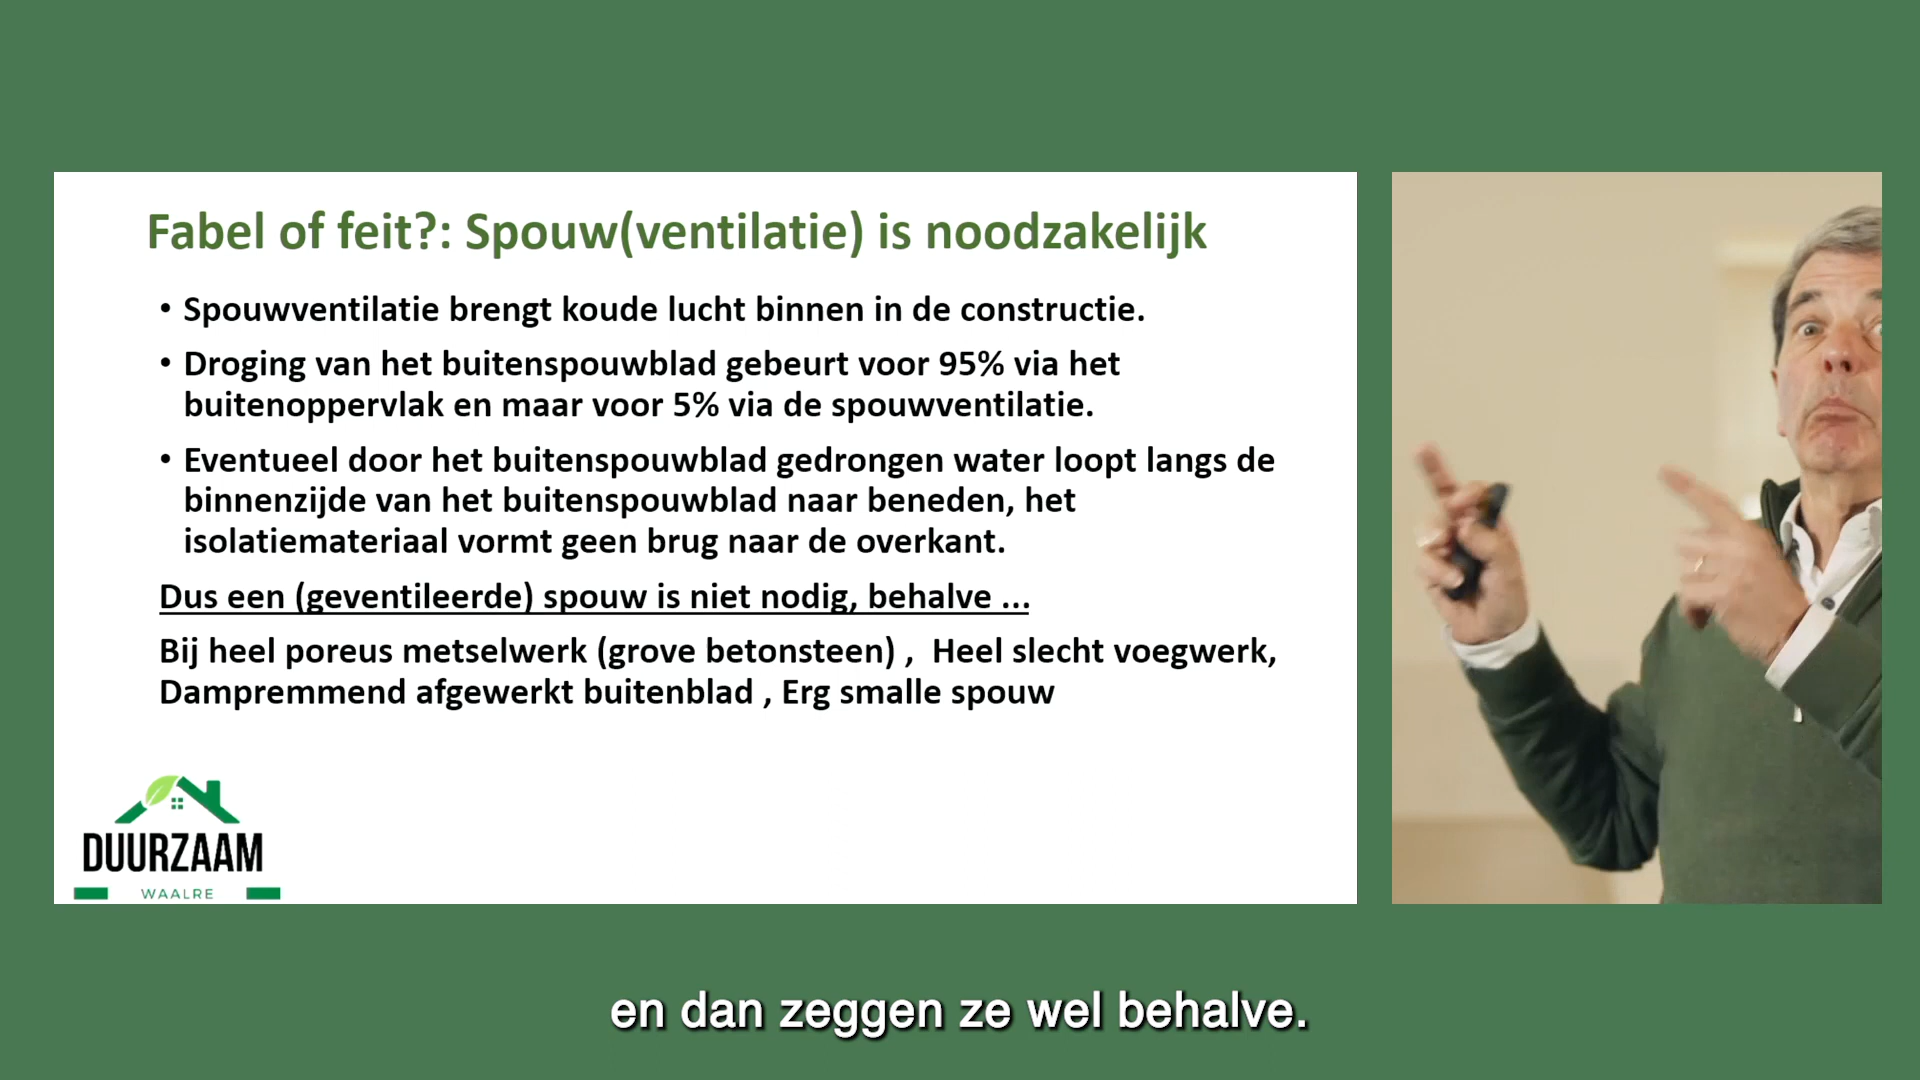 Fabel of feit?: Spouw(ventilatie) is noodzakelijk
• Spouwventilatie brengt koude lucht binnen in de constructie.
• Droging van het buitenspouwblad gebeurt voor 95% via het
buitenoppervlak en maar voor 5% via de spouwventilatie.
• Eventueel door het buitenspouwblad gedrongen water loopt langs de
binnenzijde van het buitenspouwblad naar beneden, het
isolatiemateriaal vormt geen brug naar de overkant.
Dus een (geventileerde) spouw is niet nodig, behalve ...
Bij heel poreus metselwerk (grove betonsteen) , Heel slecht voegwerk,
Dampremmend afgewerkt buitenblad , Erg smalle spouw
DUURZAAM
WAALRE
en dan zeggen ze wel behalve.